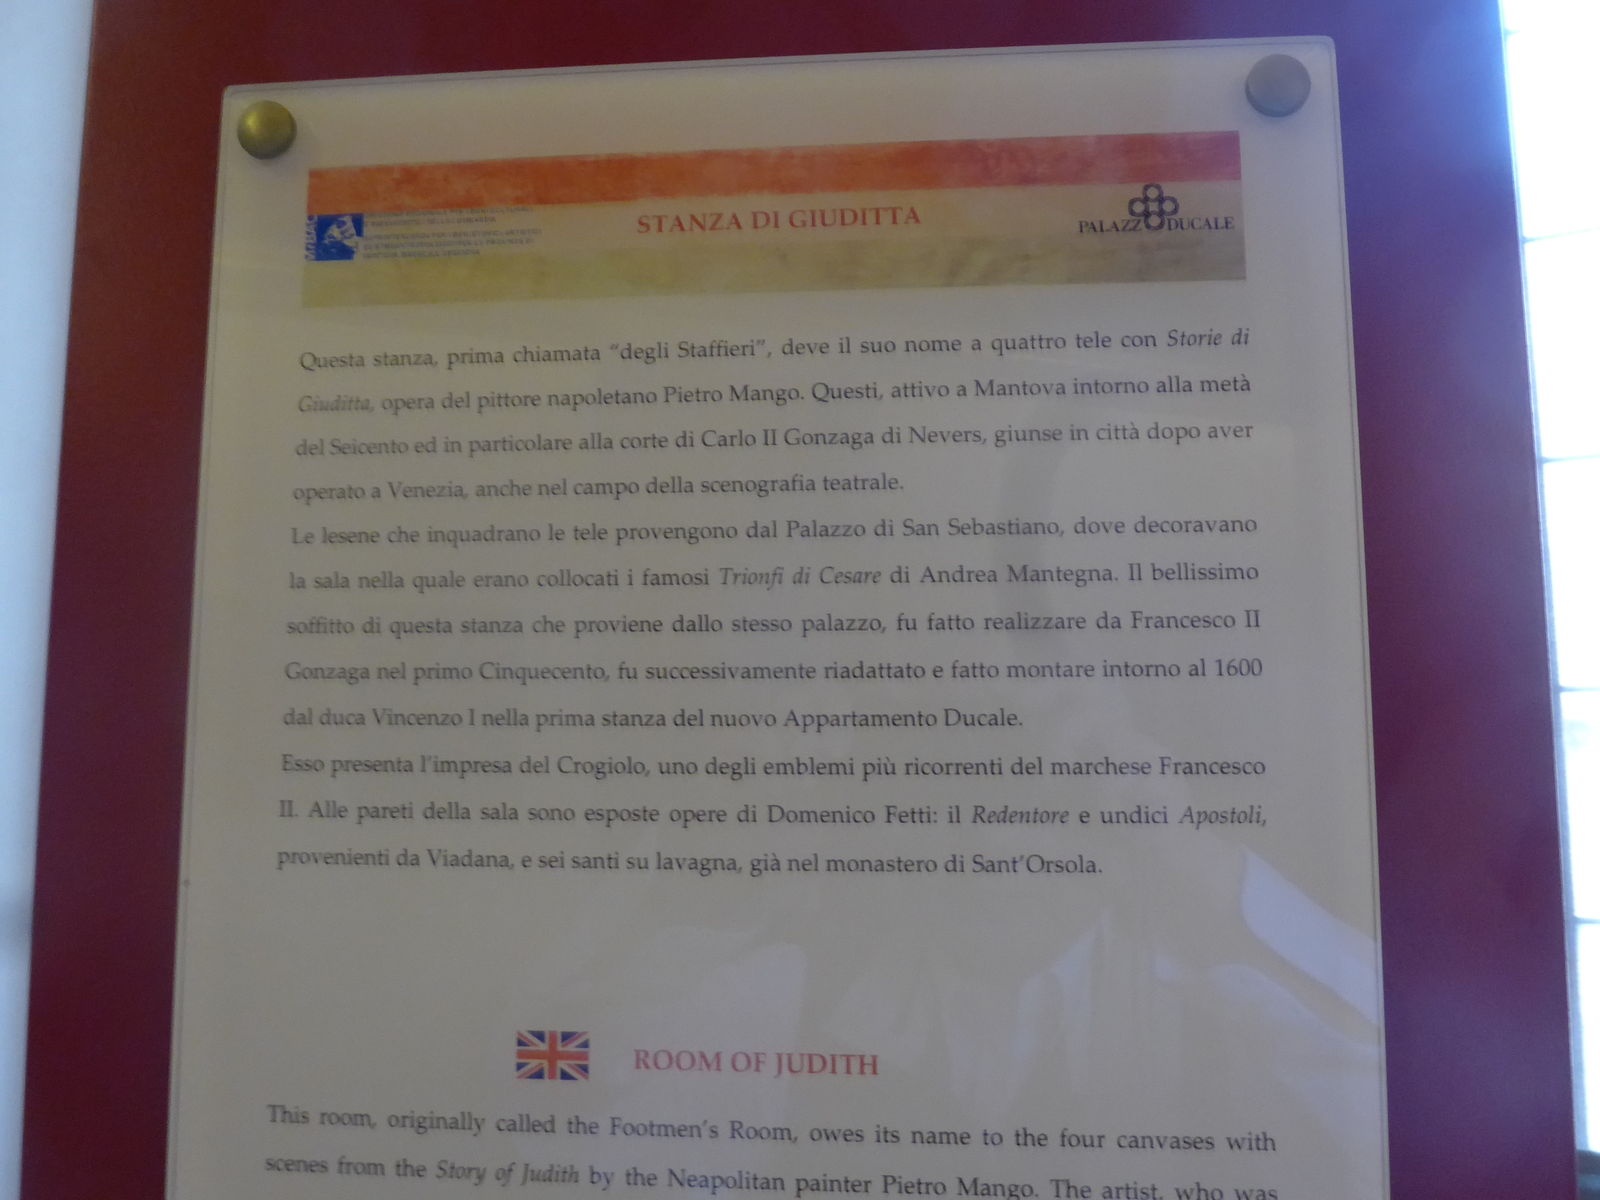 STANZA DI GIUDITTA
PALAZZO DUCALE
Questa stanza, prima chiamata “degli Staffieri”, deve il suo nome a quattro tele con Storie di
Giuditta, opera del pittore napoletano Pietro Mango. Questi, attivo a Mantova intorno alla metà
del Seicento ed in particolare alla corte di Carlo II Gonzaga di Nevers, giunse in città dopo aver
operato a Venezia, anche nel campo della scenografia teatrale.
Le lesene che inquadrano le tele provengono dal Palazzo di San Sebastiano, dove decoravano
la sala nella quale erano collocati i famosi Trionfi di Cesare di Andrea Mantegna. Il bellissimo
soffitto di questa stanza che proviene dallo stesso palazzo, fu fatto realizzare da Francesco II
Gonzaga nel primo Cinquecento, fu successivamente riadattato e fatto montare intorno al 1600
dal duca Vincenzo I nella prima stanza del nuovo Appartamento Ducale.
Esso presenta l’impresa del Crogiolo, uno degli emblemi più ricorrenti del marchese Francesco
II. Alle pareti della sala sono esposte opere di Domenico Fetti: il Redentore e undici Apostoli,
provenienti da Viadana, e sei santi su lavagna, già nel monastero di Sant’Orsola.
ROOM OF JUDITH
This room, originally called the Footmen’s Room, owes its name to the four canvases with
scenes from the Story of Judith by the Neapolitan painter Pietro Mango. The artist, who was